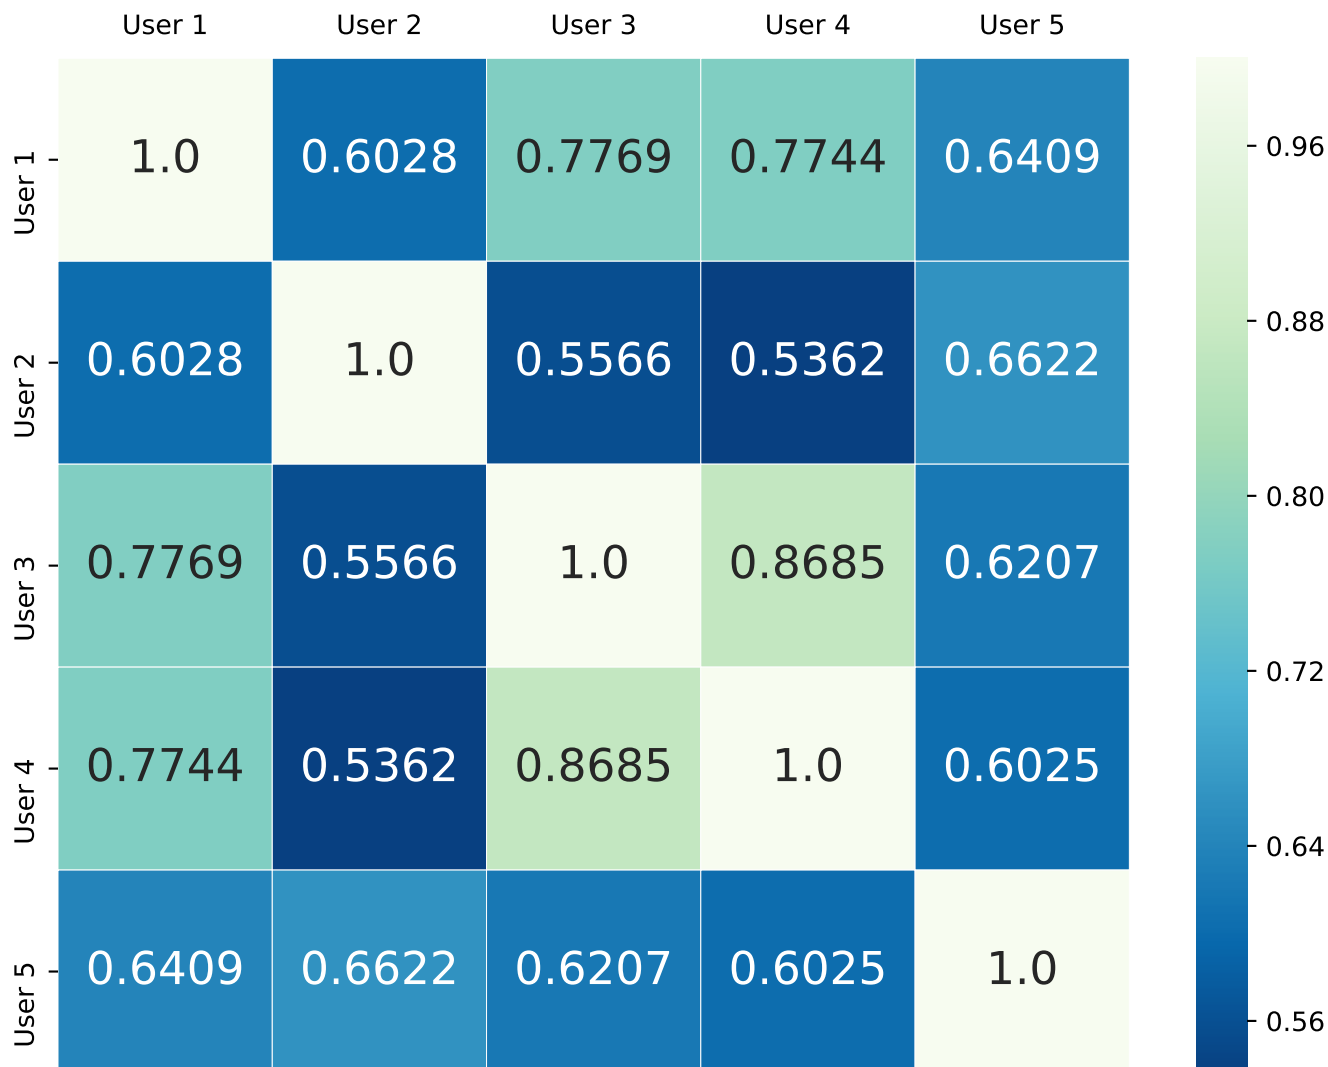 User 1 User 2 User 3 User 4 User 5
User 1 1.0 0.6028 0.7769 0.7744 0.6409
User 2 0.6028 1.0 0.5566 0.5362 0.6622
User 3 0.7769 0.5566 1.0 0.8685 0.6207
User 4 0.7744 0.5362 0.8685 1.0 0.6025
User 5 0.6409 0.6622 0.6207 0.6025 1.0
0.96
0.88
0.80
0.72
0.64
0.56